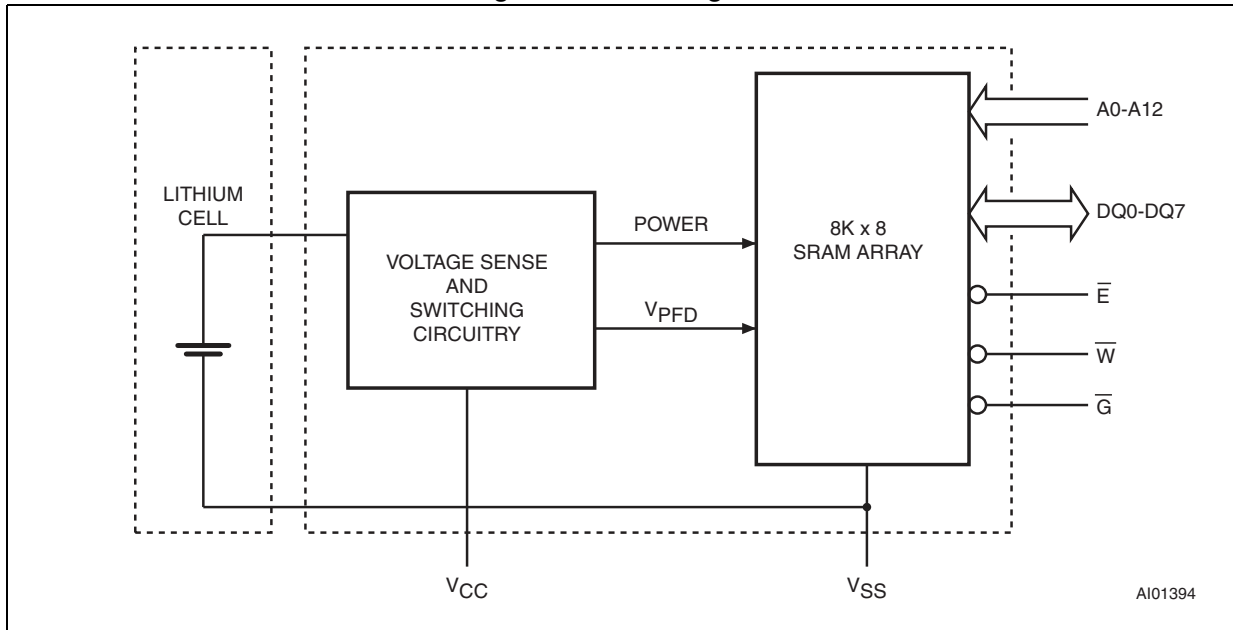 LITHIUM
CELL
VOLTAGE SENSE
AND
SWITCHING
CIRCUITRY
POWER
VPFD
8K x 8
SRAM ARRAY
A0-A12
DQ0-DQ7
E̅
W̅
G̅
VCC
VSS
AI01394